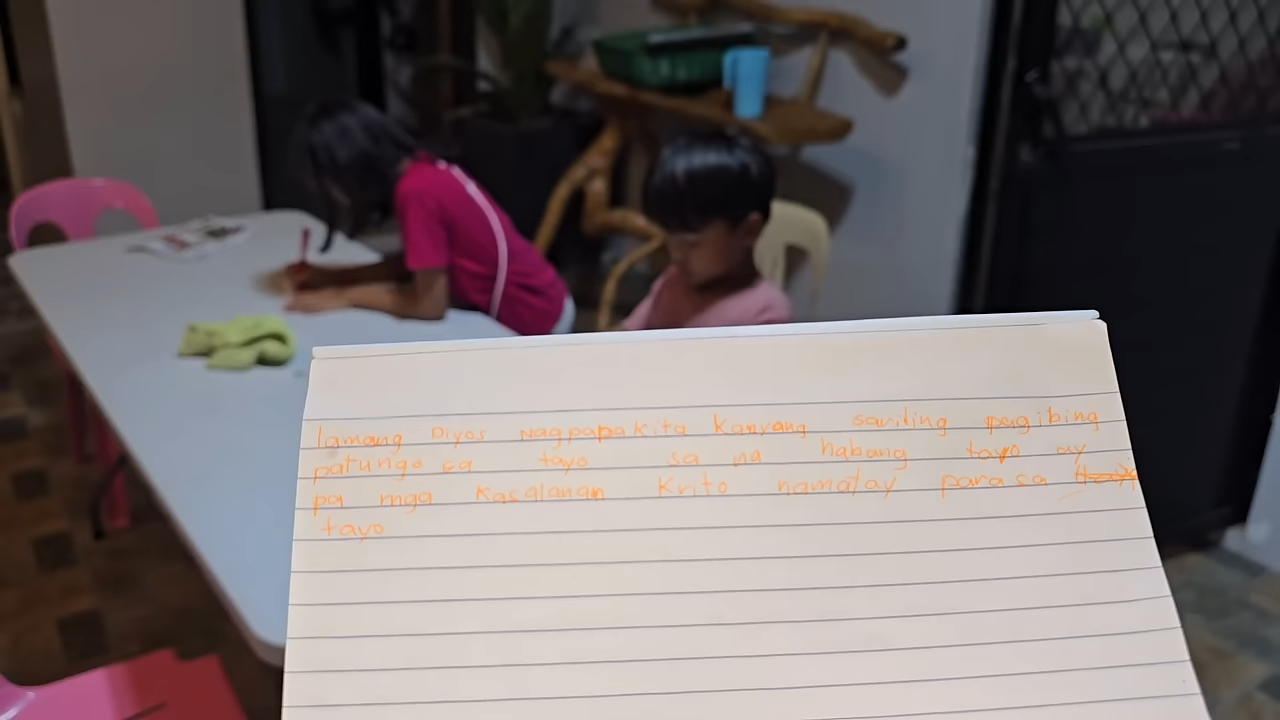 lamang Diyos Nagpapakita kanyang sariling pagibing
patungo sa tayo sa na habang tayo ay
pa mga kasalanan Krito namatay para sa
tayo